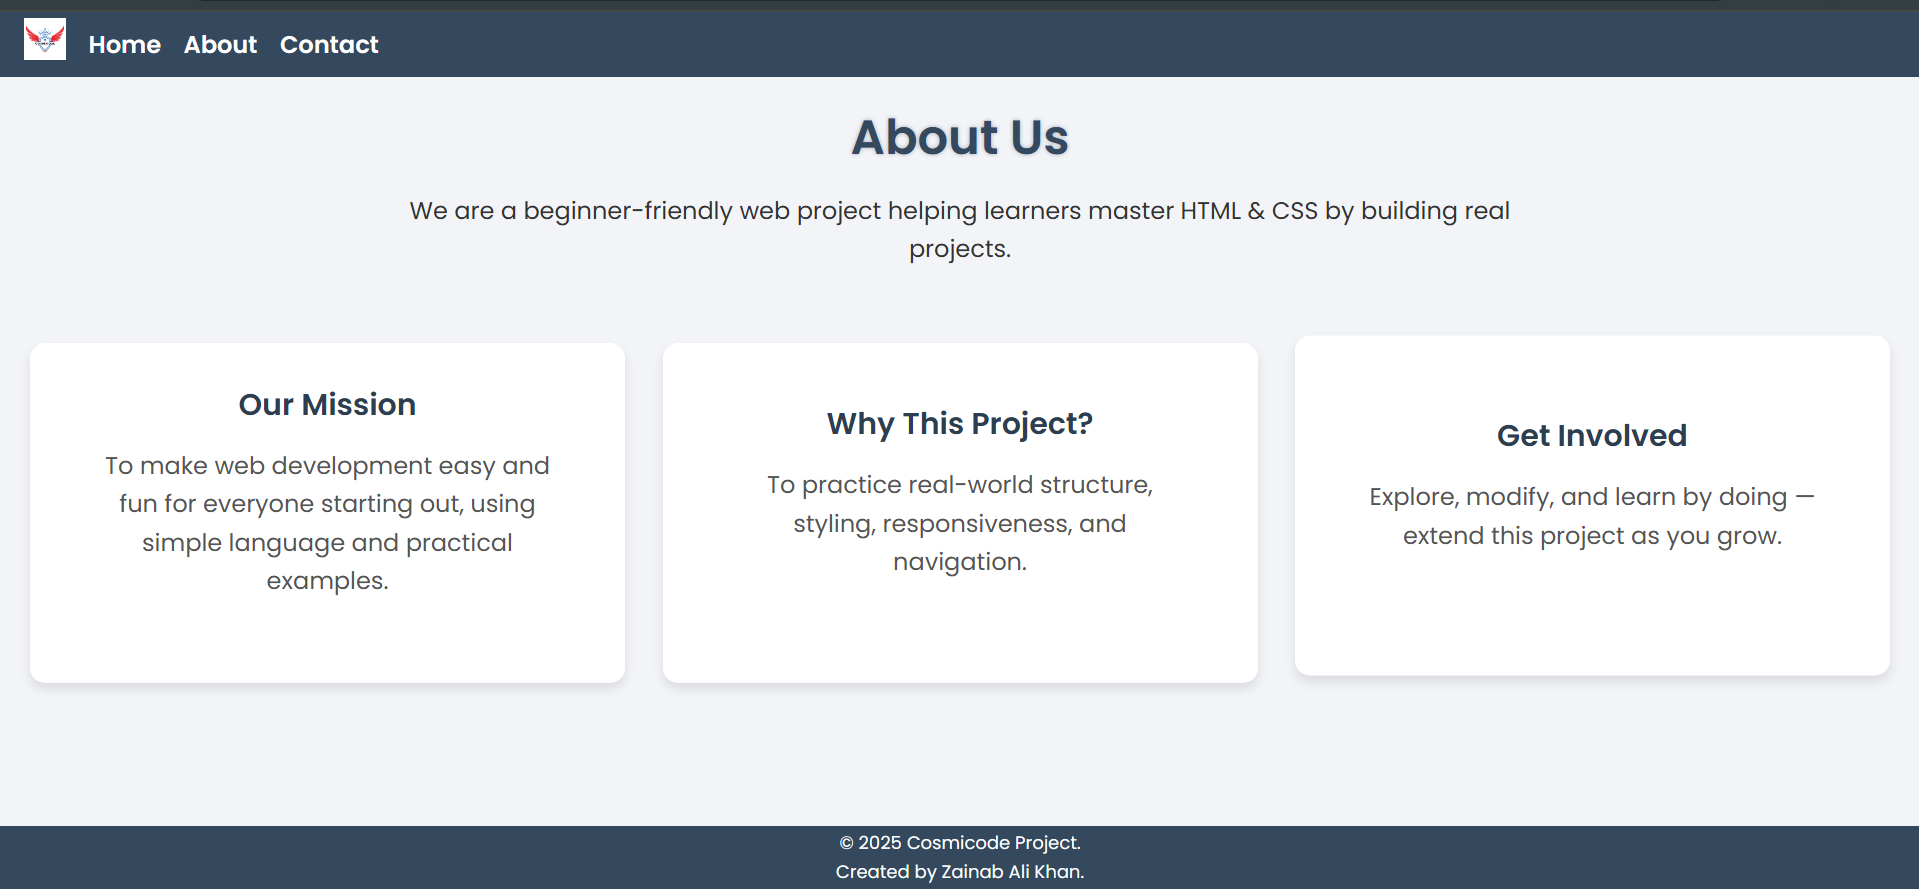 Home About Contact
About Us
We are a beginner-friendly web project helping learners master HTML & CSS by building real
projects.
Our Mission
To make web development easy and
fun for everyone starting out, using
simple language and practical
examples.
Why This Project?
To practice real-world structure,
styling, responsiveness, and
navigation.
Get Involved
Explore, modify, and learn by doing —
extend this project as you grow.
© 2025 Cosmicode Project.
Created by Zainab Ali Khan.